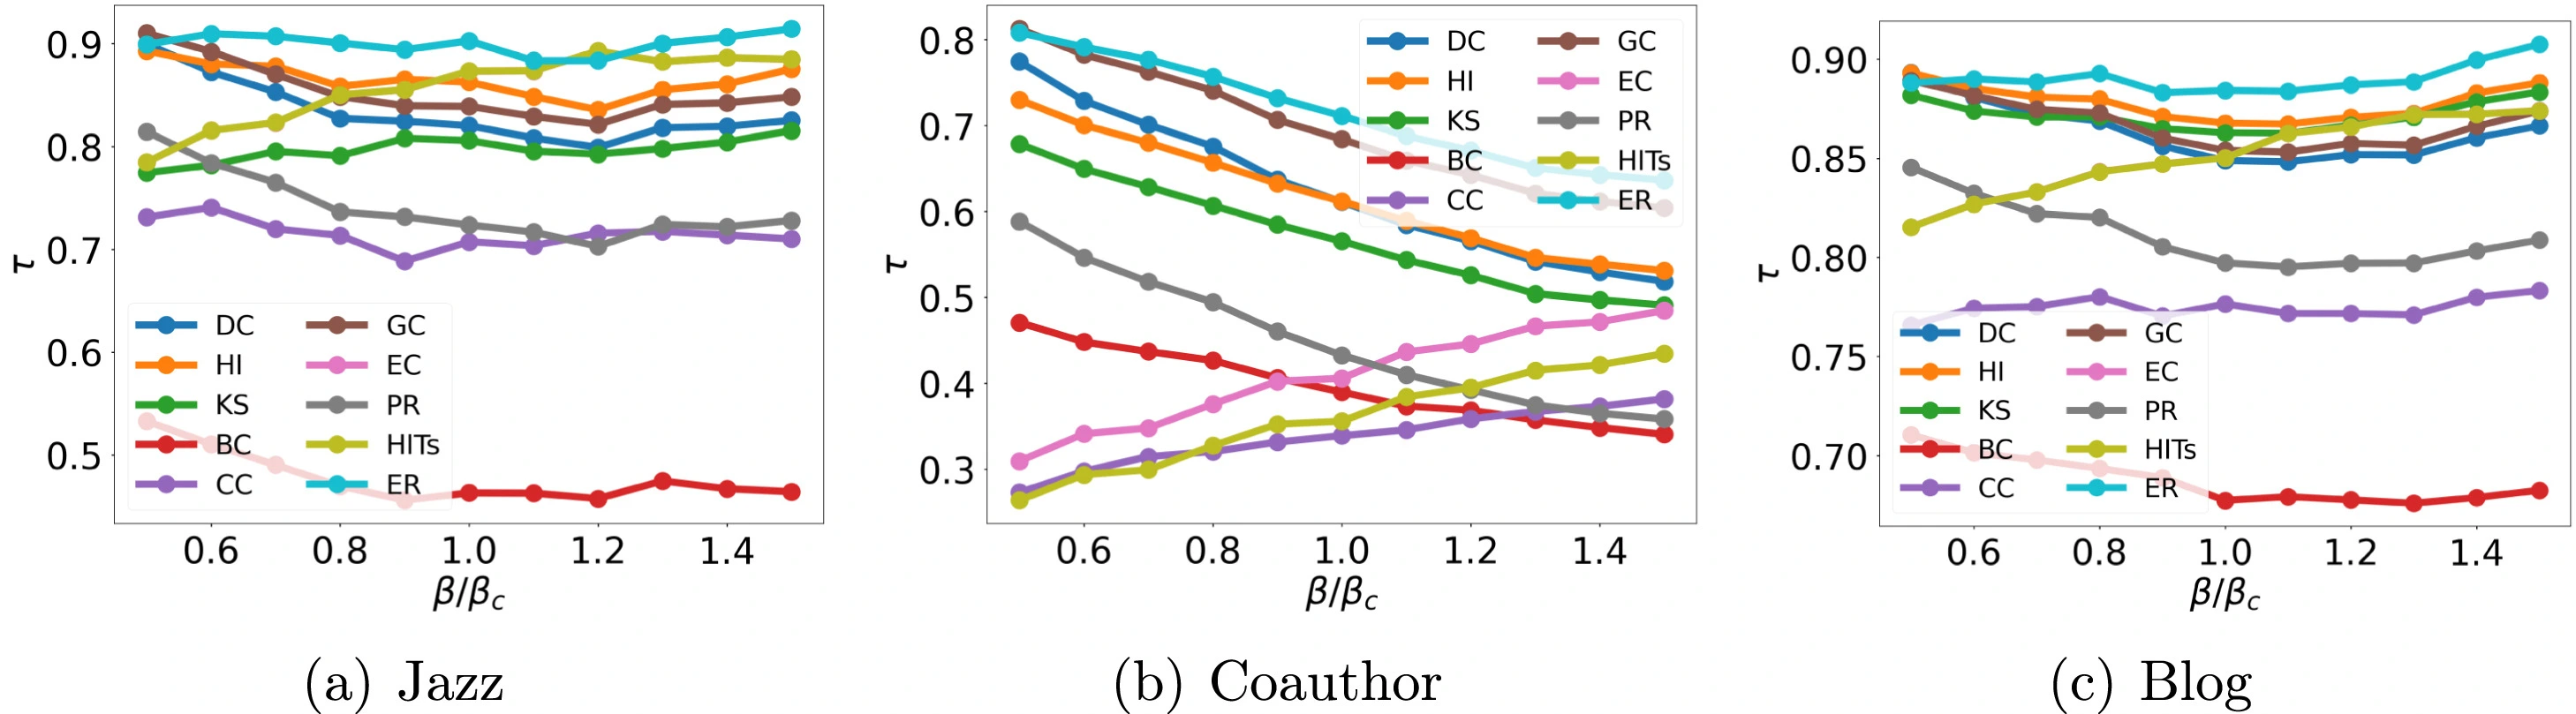 0.9
0.8
0.7
0.6
0.5
τ
DC GC
HI EC
KS PR
BC HITs
CC ER
0.6 0.8 1.0 1.2 1.4
β/βc
(a) Jazz
0.8
0.7
0.6
0.5
0.4
0.3
τ
DC GC
HI EC
KS PR
BC HITs
CC ER
0.6 0.8 1.0 1.2 1.4
β/βc
(b) Coauthor
0.90
0.85
0.80
0.75
0.70
τ
DC GC
HI EC
KS PR
BC HITs
CC ER
0.6 0.8 1.0 1.2 1.4
β/βc
(c) Blog